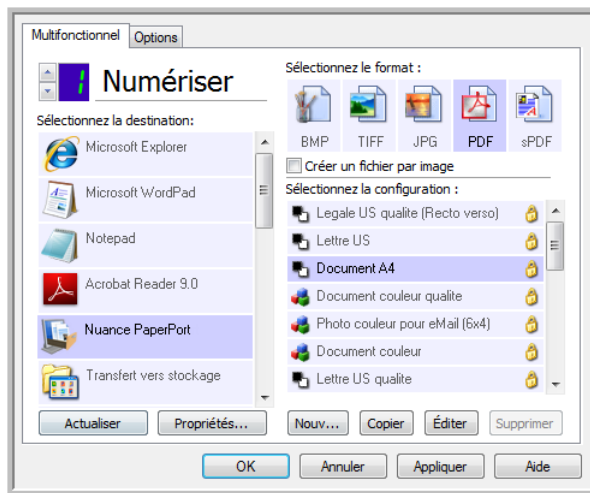 Multifonctionnel
Options
1 Numériser
Sélectionnez la destination:
Microsoft Explorer
Microsoft WordPad
Notepad
Acrobat Reader 9.0
Nuance PaperPort
Transfert vers stockage
Actualiser
Propriétés...
Sélectionnez le format :
BMP
TIFF
JPG
PDF
sPDF
Créer un fichier par image
Sélectionnez la configuration :
Legale US qualite (Recto verso)
Lettre US
Document A4
Document couleur qualite
Photo couleur pour eMail (6x4)
Document couleur
Lettre US qualite
Nouv...
Copier
Éditer
Supprimer
OK
Annuler
Appliquer
Aide